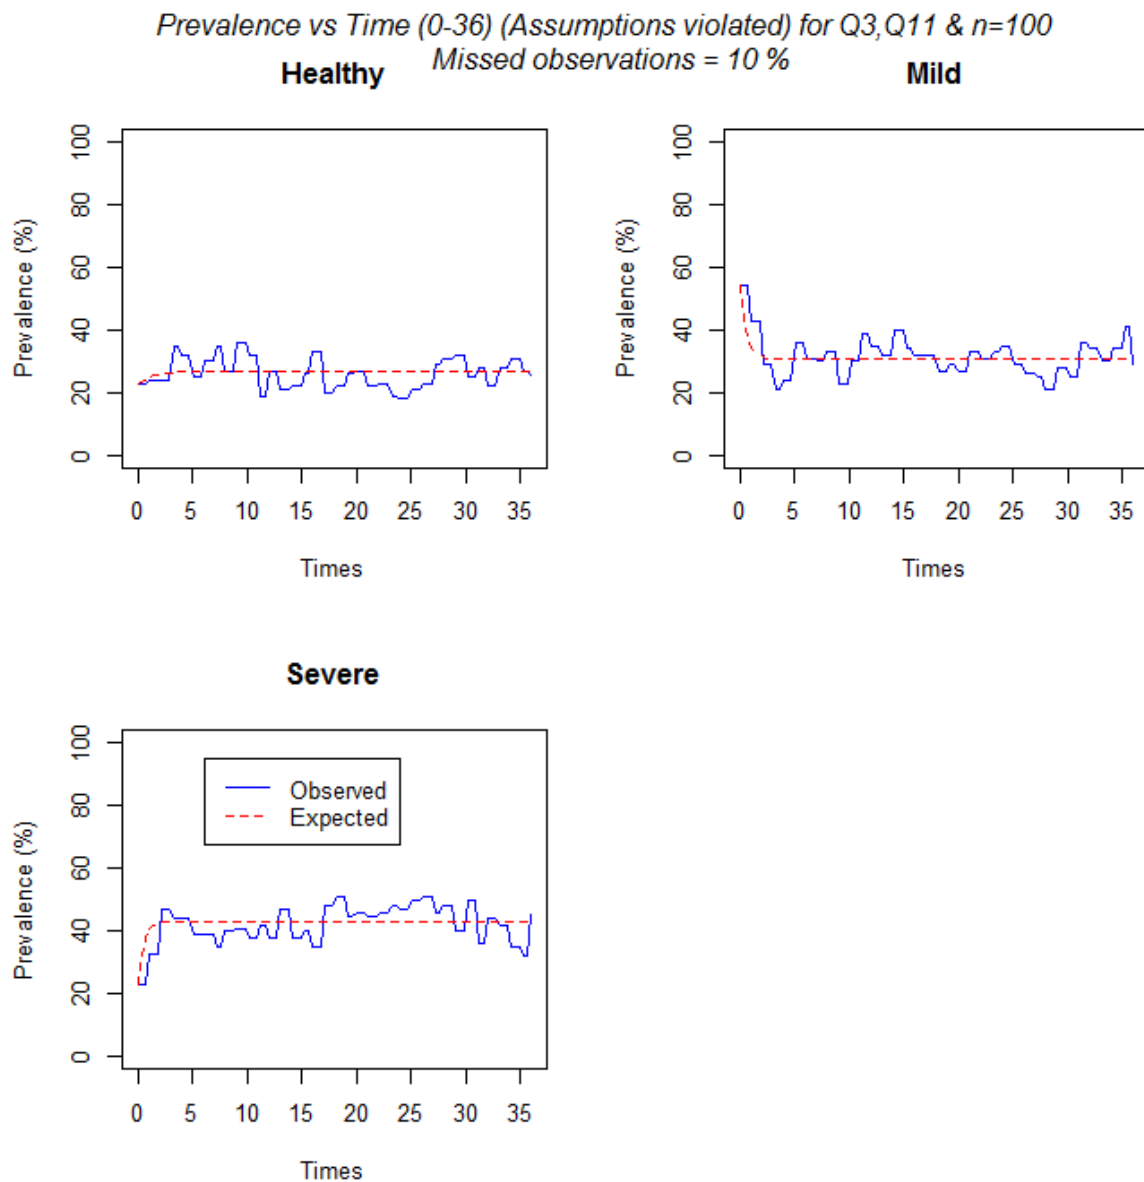 Prevalence vs Time (0-36) (Assumptions violated) for Q3,Q11 & n=100
Missed observations = 10 %
Healthy
Prevalence (%)
100
80
60
40
20
0
0 5 10 15 20 25 30 35
Times
Mild
Prevalence (%)
100
80
60
40
20
0
0 5 10 15 20 25 30 35
Times
Severe
Prevalence (%)
100
80
60
40
20
0
Observed
Expected
0 5 10 15 20 25 30 35
Times